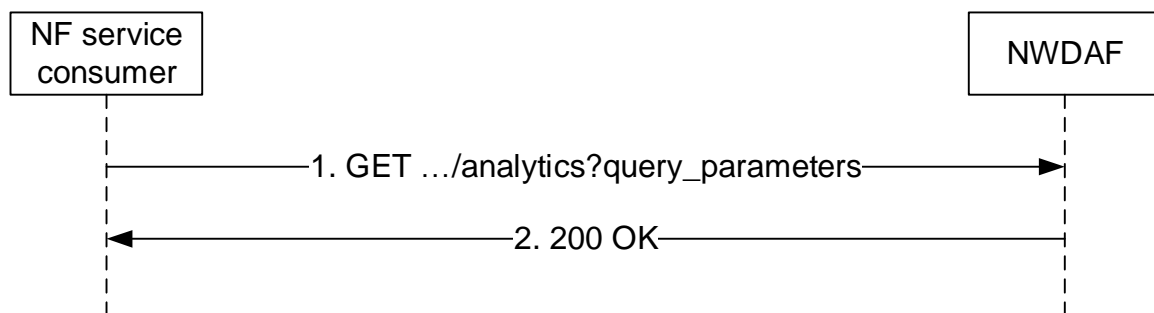 NF service
consumer
NWDAF
1. GET …/analytics?query_parameters
2. 200 OK